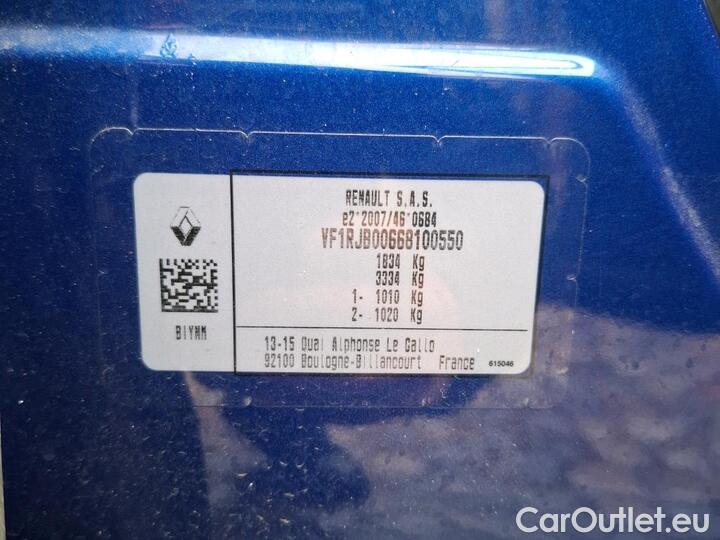 RENAULT S.A.S.
e2*2007/46*0684
VF1RJB00668100550
1834 Kg
3334 Kg
1- 1010 Kg
2- 1020 Kg
BIYNM
13-15 Quai Alphonse Le Gallo
92100 Boulogne-Billancourt France 615046
CarOutlet.eu